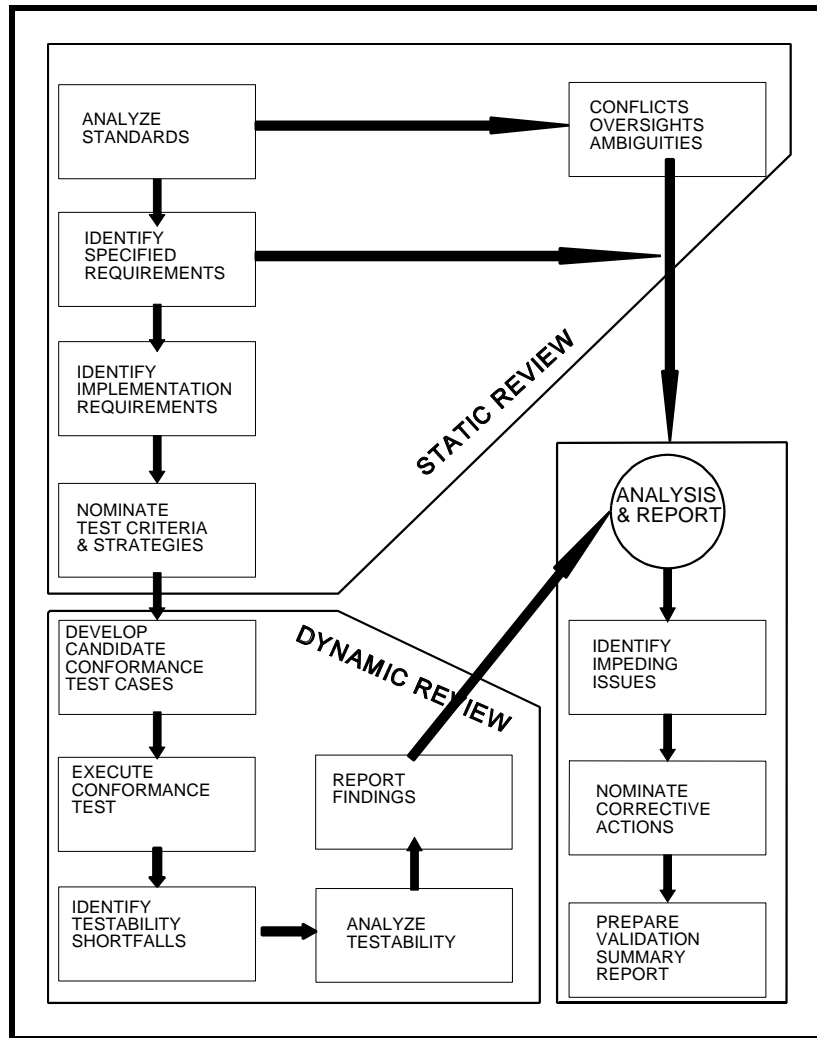 ANALYZE
STANDARDS
CONFLICTS
OVERSIGHTS
AMBIGUITIES
IDENTIFY
SPECIFIED
REQUIREMENTS
IDENTIFY
IMPLEMENTATION
REQUIREMENTS
STATIC REVIEW
NOMINATE
TEST CRITERIA
& STRATEGIES
ANALYSIS
& REPORT
DEVELOP
CANDIDATE
CONFORMANCE
TEST CASES
DYNAMIC REVIEW
IDENTIFY
IMPEDING
ISSUES
EXECUTE
CONFORMANCE
TEST
REPORT
FINDINGS
NOMINATE
CORRECTIVE
ACTIONS
IDENTIFY
TESTABILITY
SHORTFALLS
ANALYZE
TESTABILITY
PREPARE
VALIDATION
SUMMARY
REPORT